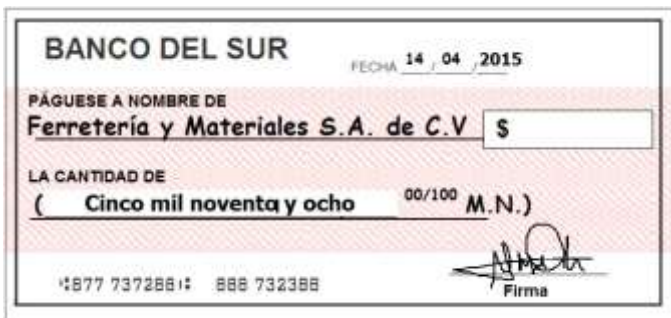 BANCO DEL SUR
FECHA 14 / 04 / 2015
PÁGUESE A NOMBRE DE
Ferretería y Materiales S.A. de C.V $
LA CANTIDAD DE
( Cinco mil noventa y ocho 00/100 M.N.)
⑆877 737288⑆ 888 732388
Firma